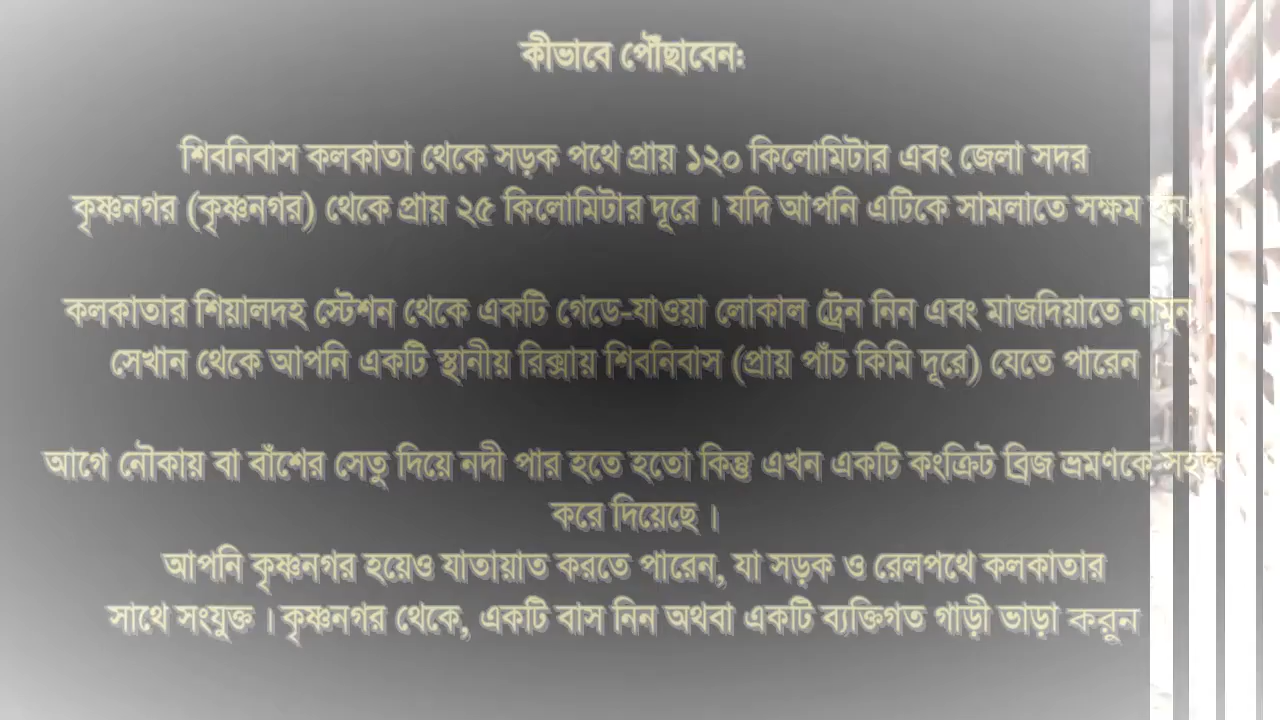 কীভাবে পৌঁছাবেন:
শিবনিবাস কলকাতা থেকে সড়ক পথে প্রায় ১২০ কিলোমিটার এবং জেলা সদর
কৃষ্ণনগর (কৃষ্ণনগর) থেকে প্রায় ২৫ কিলোমিটার দূরে । যদি আপনি এটিকে সামলাতে সক্ষম হন,
কলকাতার শিয়ালদহ স্টেশন থেকে একটি গেডে-যাওয়া লোকাল ট্রেন নিন এবং মাজদিয়াতে নামুন,
সেখান থেকে আপনি একটি স্থানীয় রিক্সায় শিবনিবাস (প্রায় পাঁচ কিমি দূরে) যেতে পারেন
আগে নৌকায় বা বাঁশের সেতু দিয়ে নদী পার হতে হতো কিন্তু এখন একটি কংক্রিট ব্রিজ ভ্রমণকে সহজ
করে দিয়েছে ।
আপনি কৃষ্ণনগর হয়েও যাতায়াত করতে পারেন, যা সড়ক ও রেলপথে কলকাতার
সাথে সংযুক্ত । কৃষ্ণনগর থেকে, একটি বাস নিন অথবা একটি ব্যক্তিগত গাড়ী ভাড়া করুন